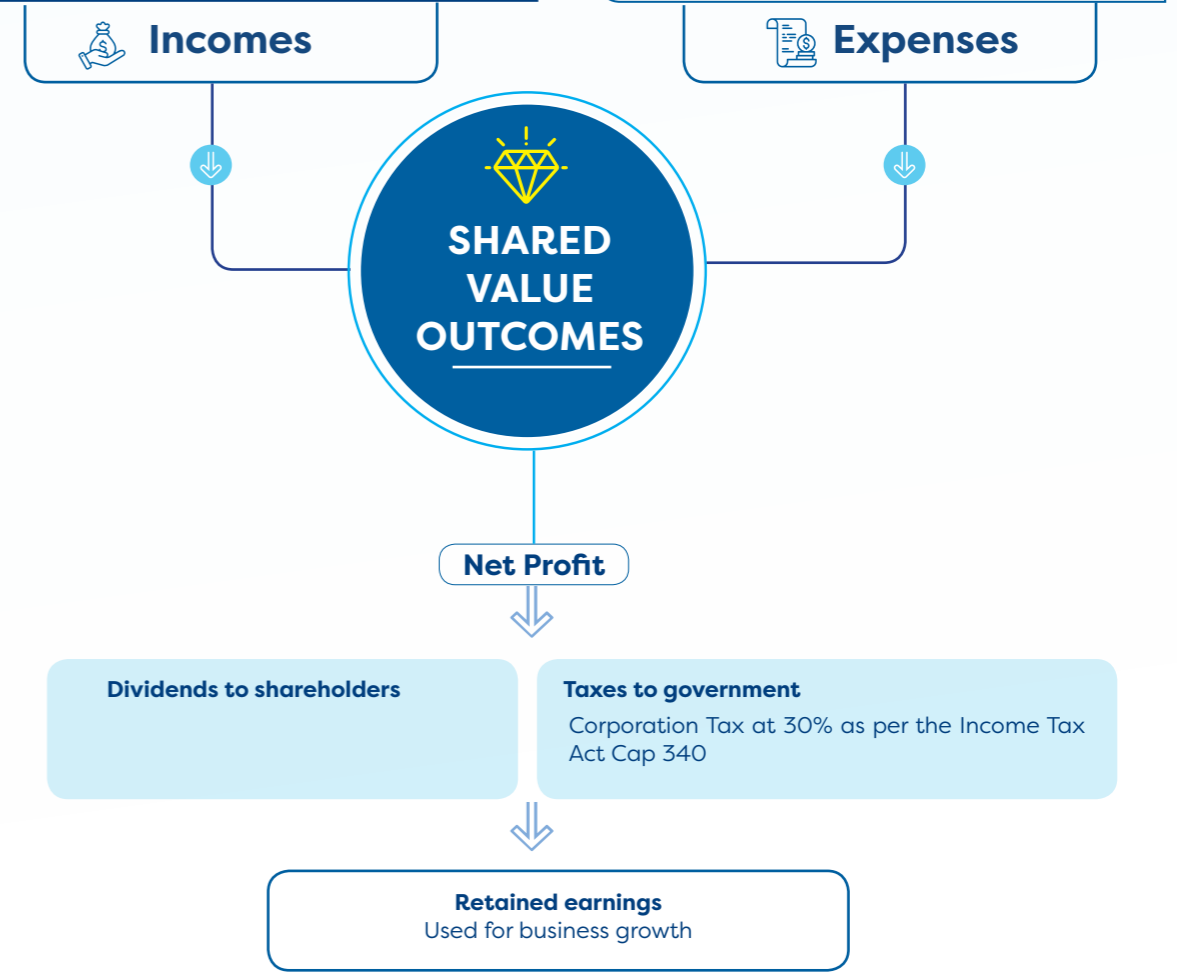 Incomes
Expenses
SHARED
VALUE
OUTCOMES
Net Profit
Dividends to shareholders
Taxes to government
Corporation Tax at 30% as per the Income Tax
Act Cap 340
Retained earnings
Used for business growth